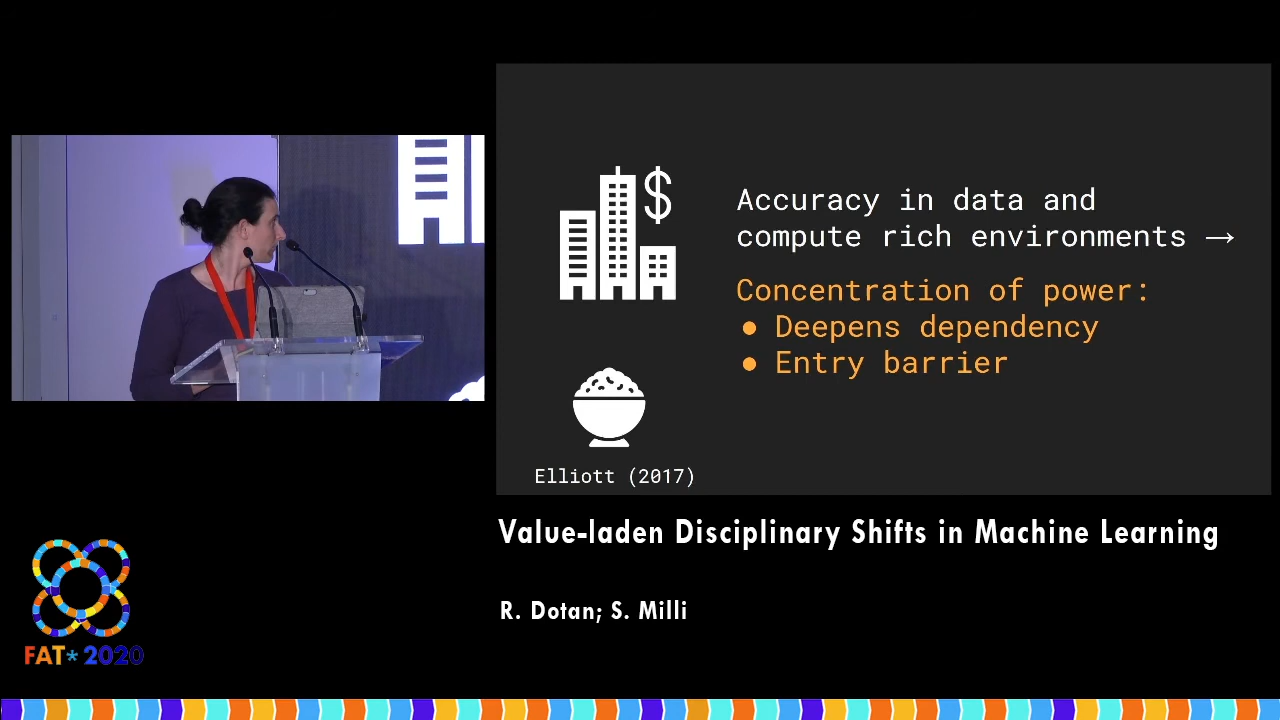 $
Accuracy in data and
compute rich environments →
Concentration of power:
● Deepens dependency
● Entry barrier
Elliott (2017)
Value-laden Disciplinary Shifts in Machine Learning
R. Dotan; S. Milli
FAT* 2020